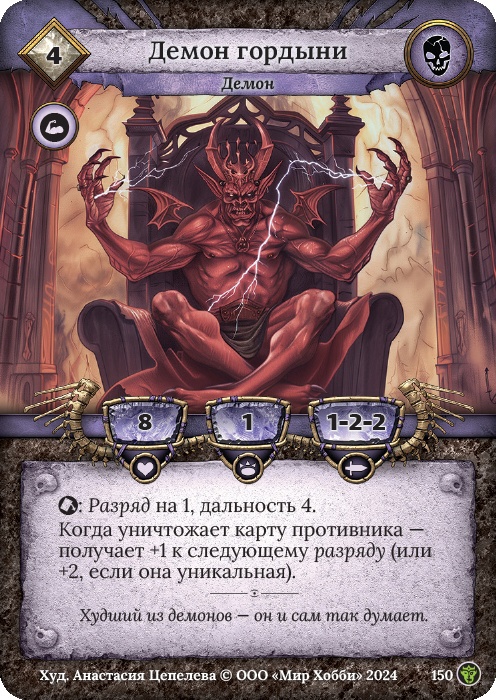 4
Демон гордыни
Демон
8
1
1-2-2
: Разряд на 1, дальность 4.
Когда уничтожает карту противника —
получает +1 к следующему разряду (или
+2, если она уникальная).
Худший из демонов — он и сам так думает.
Худ. Анастасия Цепелева © ООО «Мир Хобби» 2024
150